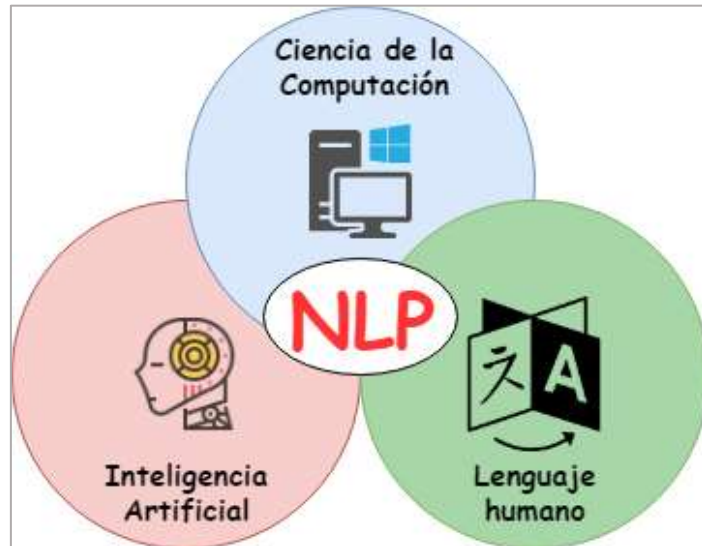 Ciencia de la
Computación
NLP
Inteligencia
Artificial
A
Lenguaje
humano